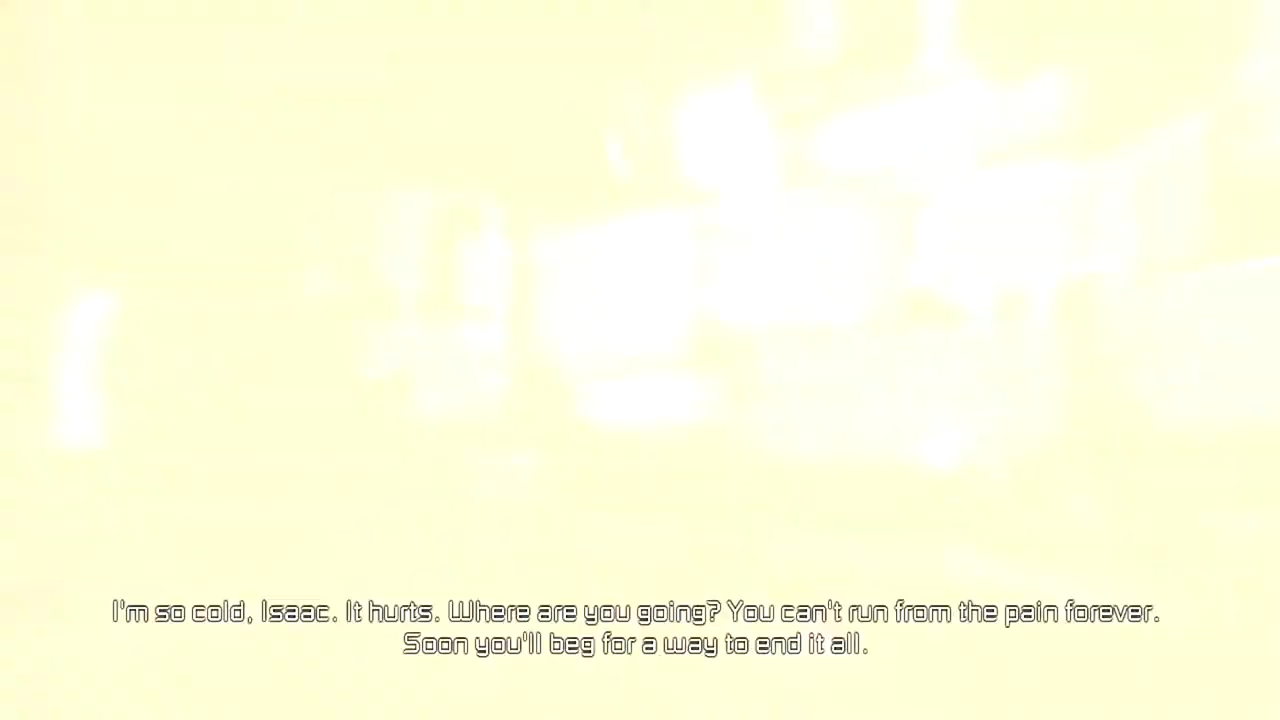 I'm so cold, Isaac. It hurts. Where are you going? You can't run from the pain forever.
Soon you'll beg for a way to end it all.